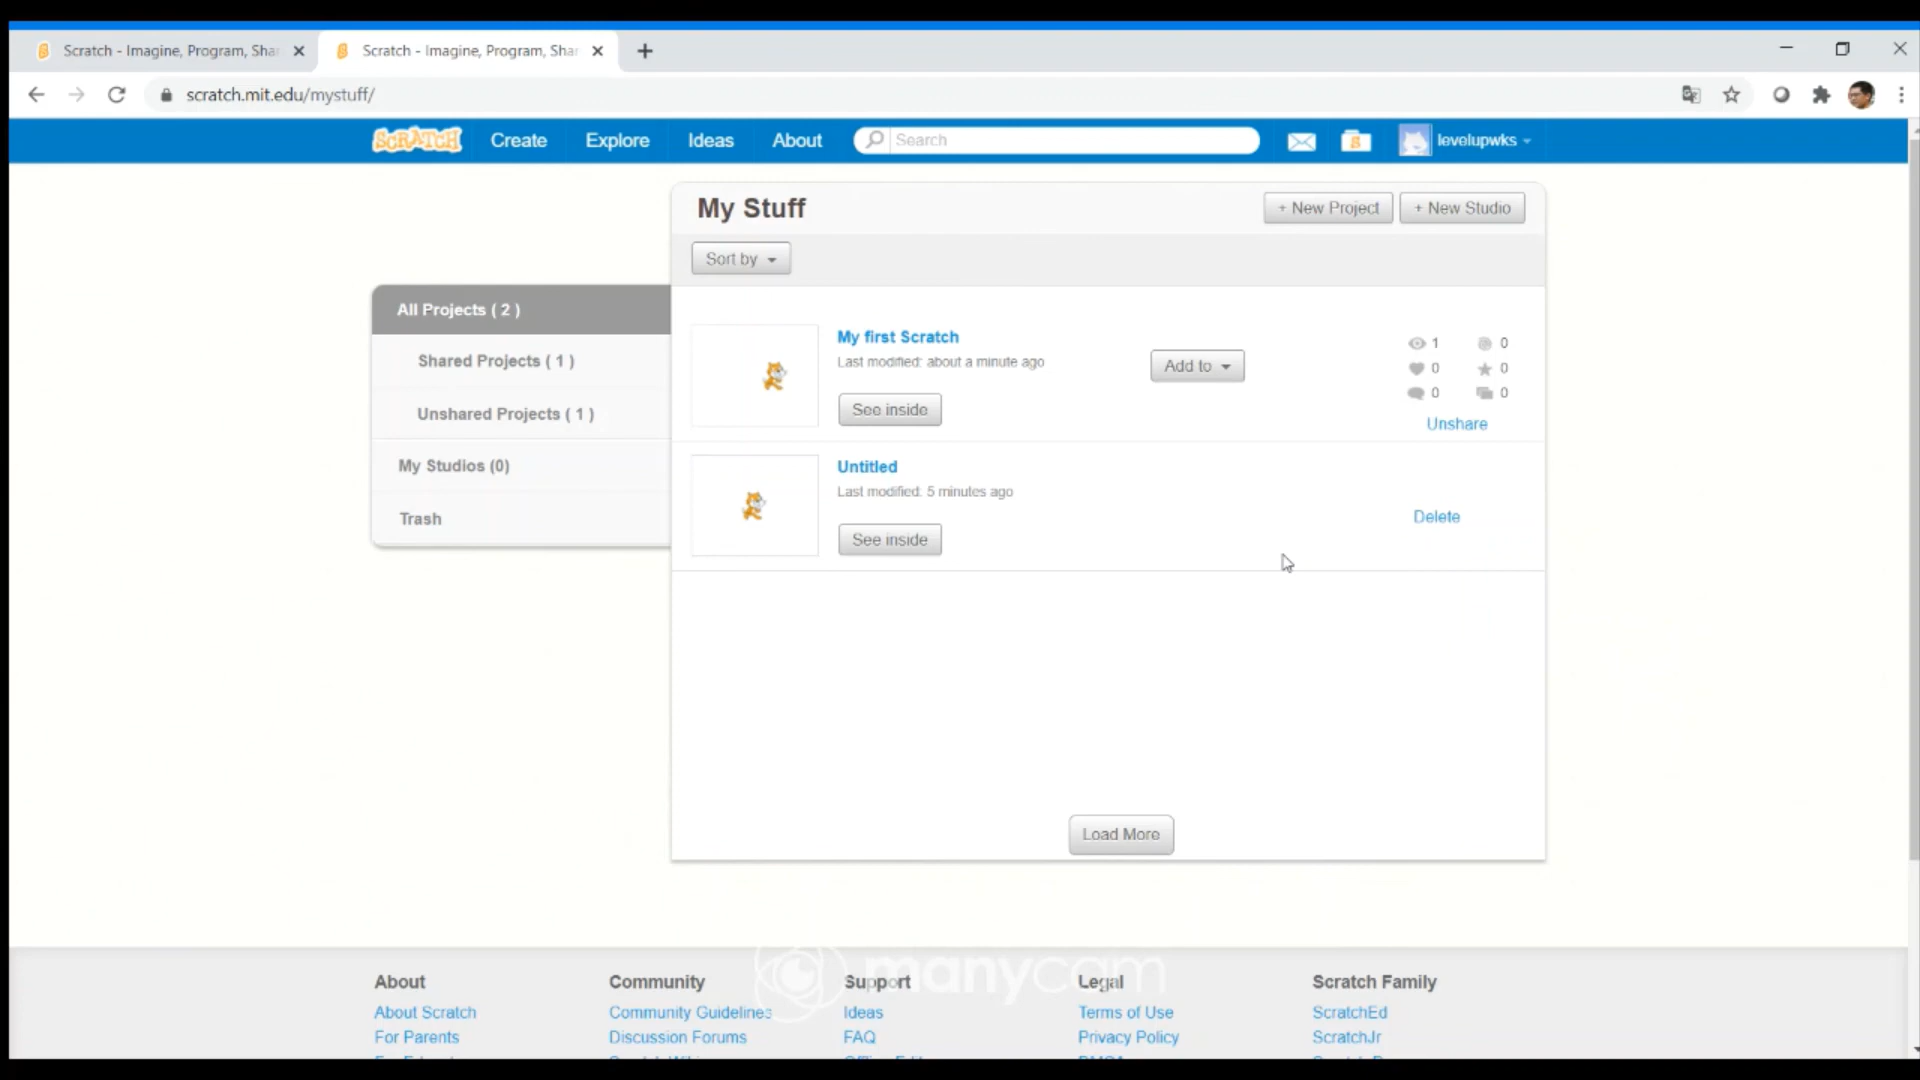 Scratch - Imagine, Program, Shar
Scratch - Imagine, Program, Shar
scratch.mit.edu/mystuff/
SCRATCH Create Explore Ideas About Search levelupwks
My Stuff
+ New Project + New Studio
Sort by
All Projects ( 2 )
Shared Projects ( 1 )
Unshared Projects ( 1 )
My Studios (0)
Trash
My first Scratch
Last modified: about a minute ago
See inside
Add to
1 0
0 0
0 0
Unshare
Untitled
Last modified: 5 minutes ago
See inside
Delete
Load More
manycam
About Community Support Legal Scratch Family
About Scratch Community Guidelines Ideas Terms of Use ScratchEd
For Parents Discussion Forums FAQ Privacy Policy ScratchJr